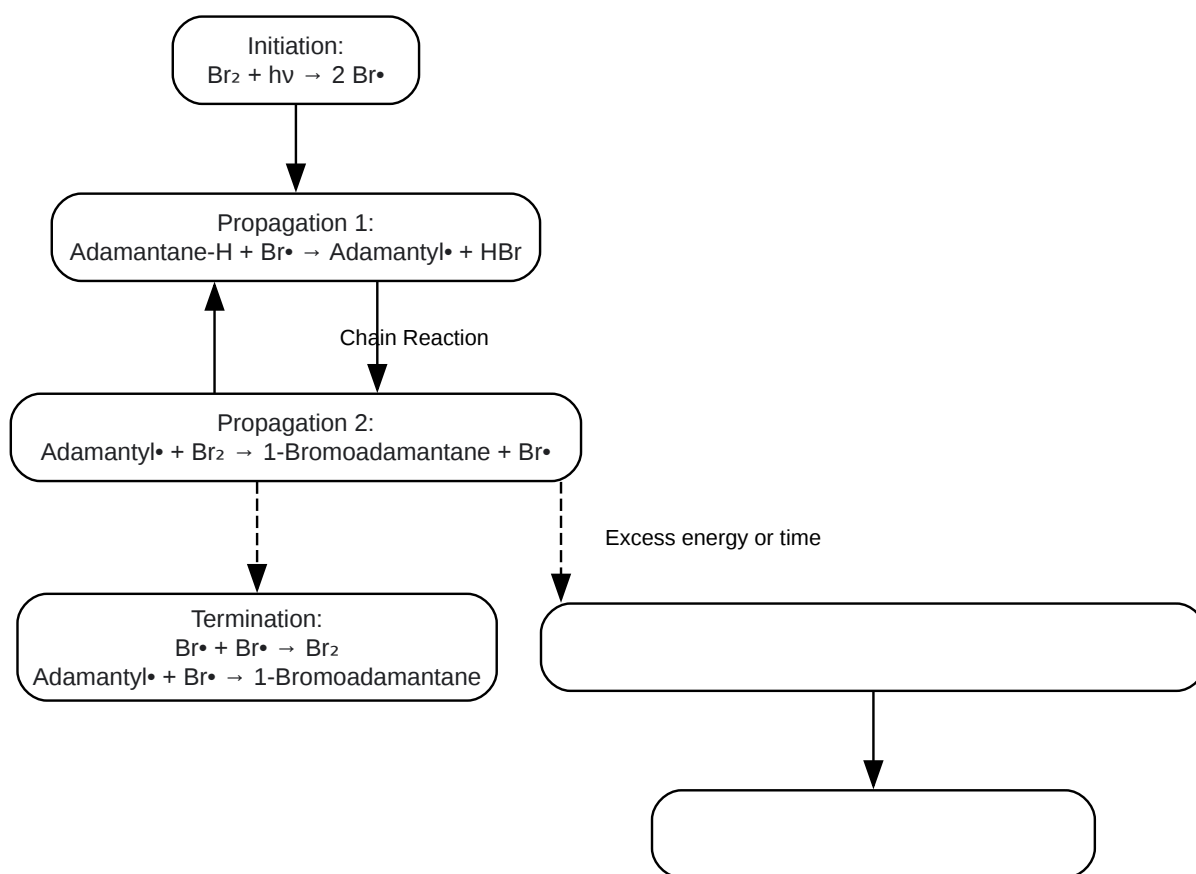 Initiation:
Br₂ + hν → 2 Br•
Propagation 1:
Adamantane-H + Br• → Adamantyl• + HBr
Chain Reaction
Propagation 2:
Adamantyl• + Br₂ → 1-Bromoadamantane + Br•
Excess energy or time
Termination:
Br• + Br• → Br₂
Adamantyl• + Br• → 1-Bromoadamantane